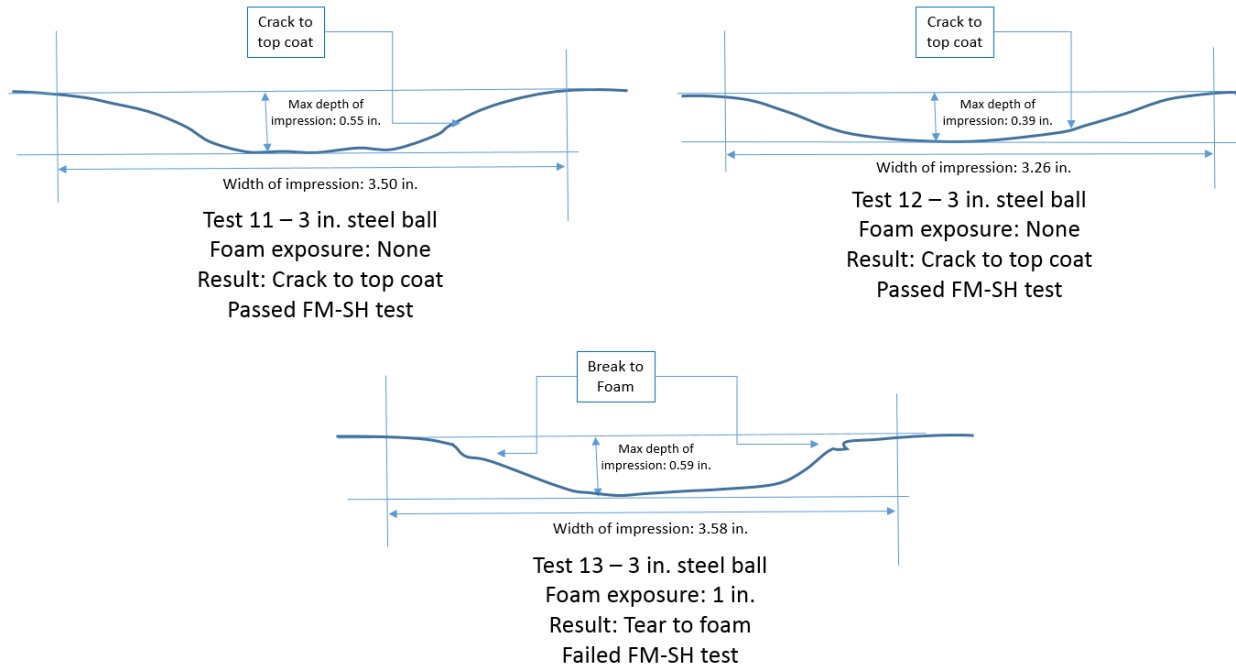 Crack to
top coat
Max depth of
impression: 0.55 in.
Width of impression: 3.50 in.
Test 11 – 3 in. steel ball
Foam exposure: None
Result: Crack to top coat
Passed FM-SH test
Crack to
top coat
Max depth of
impression: 0.39 in.
Width of impression: 3.26 in.
Test 12 – 3 in. steel ball
Foam exposure: None
Result: Crack to top coat
Passed FM-SH test
Break to
Foam
Max depth of
impression: 0.59 in.
Width of impression: 3.58 in.
Test 13 – 3 in. steel ball
Foam exposure: 1 in.
Result: Tear to foam
Failed FM-SH test